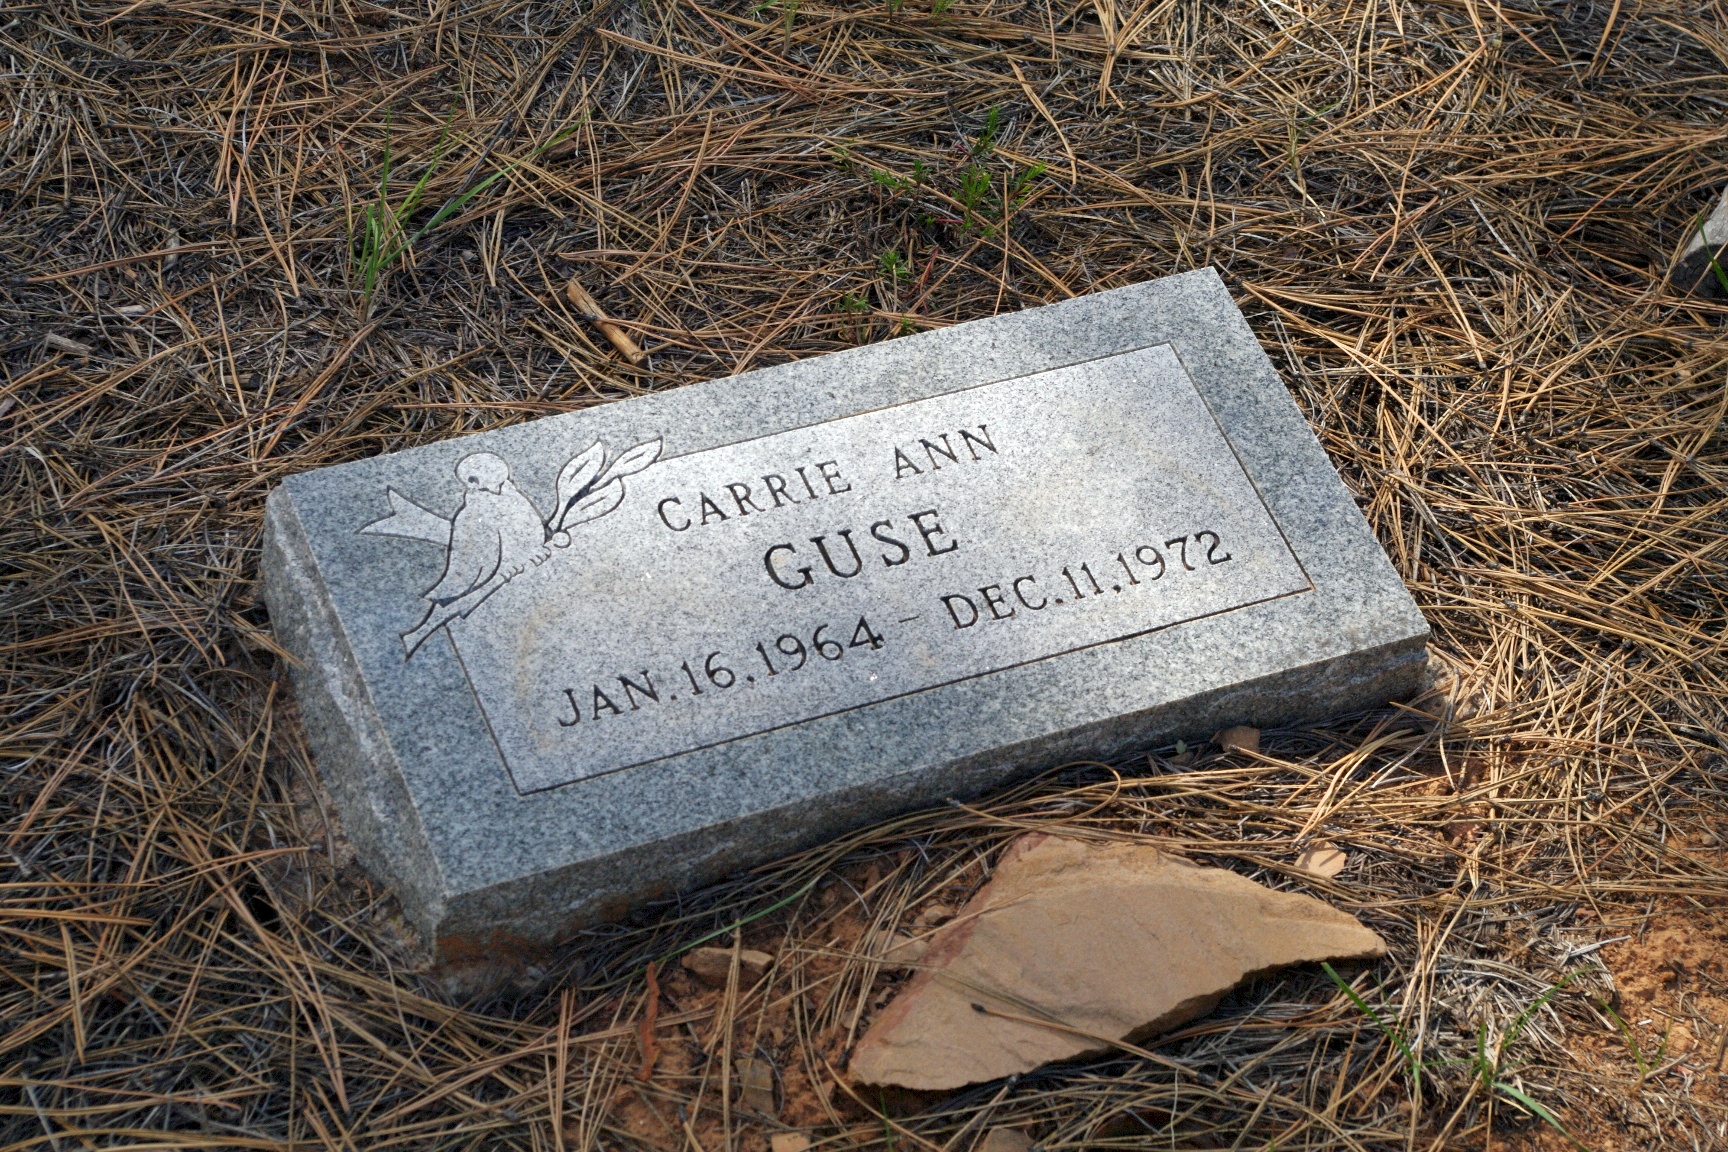 CARRIE ANN
GUSE
JAN.16,1964 - DEC.11,1972